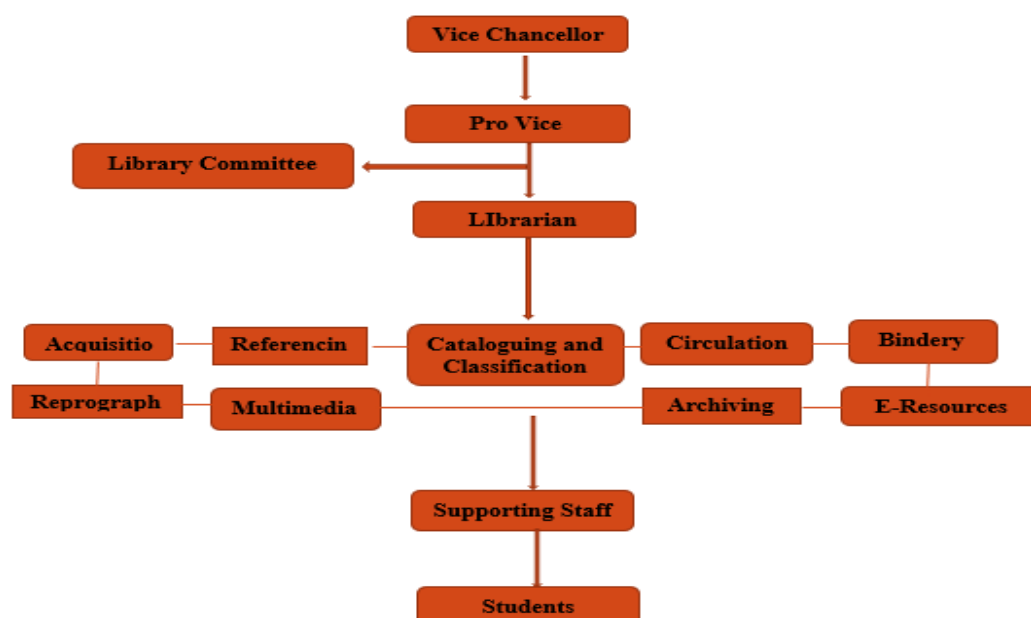 Vice Chancellor
Pro Vice
Library Committee
LIbrarian
Acquisitio
Referencin
Cataloguing and
Classification
Circulation
Bindery
Reprograph
Multimedia
Archiving
E-Resources
Supporting Staff
Students